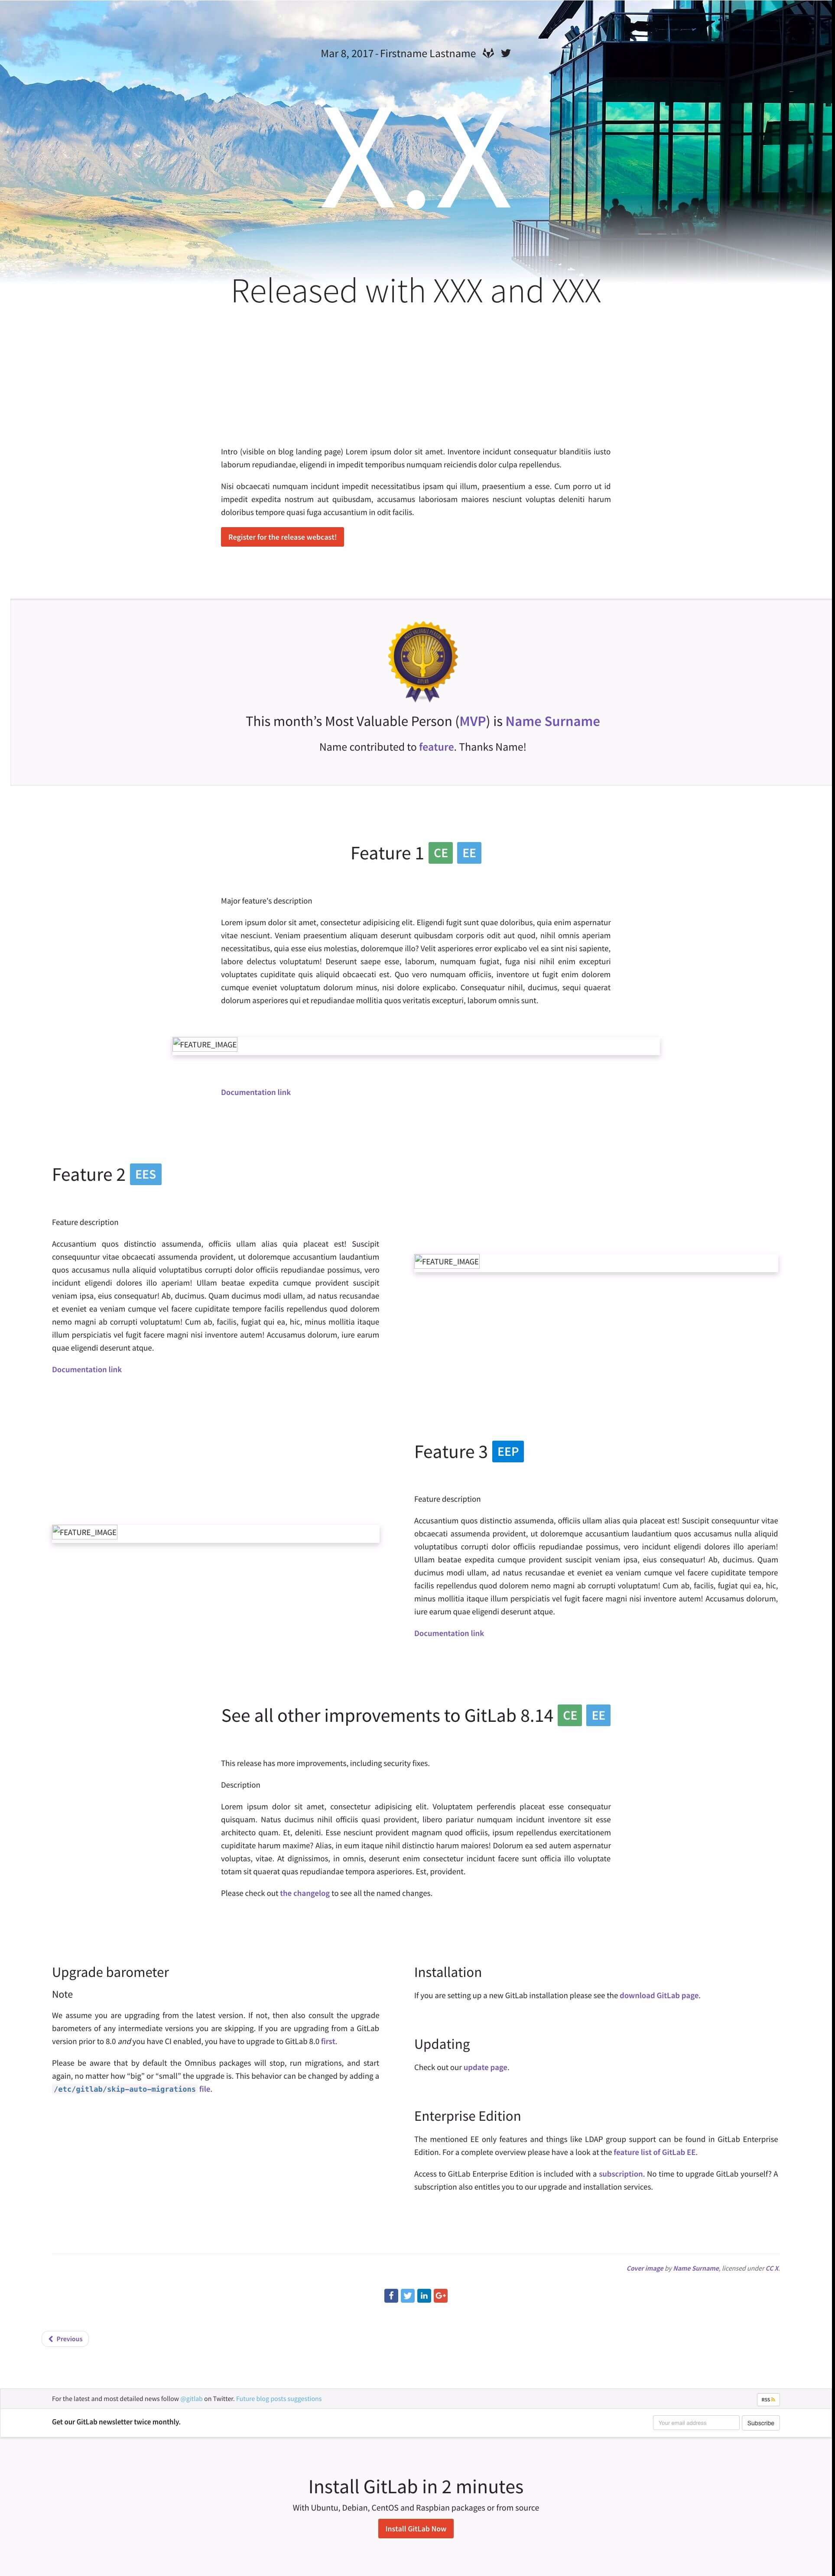 Mar 8, 2017 - Firstname Lastname
X.X
Released with XXX and XXX
Intro (visible on blog landing page) Lorem ipsum dolor sit amet. Inventore incidunt consequatur blanditiis iusto
laborum repudiandae, eligendi in impedit temporibus numquam reiciendis dolor culpa repellendus.
Nisi obcaecati numquam incidunt impedit necessitatibus ipsam qui illum, praesentium a esse. Cum porro ut id
impedit expedita nostrum aut quibusdam, accusamus laboriosam maiores nesciunt voluptas deleniti harum
doloribus tempore quasi fuga accusantium in odit facilis.
Register for the release webcast!
This month’s Most Valuable Person (MVP) is Name Surname
Name contributed to feature. Thanks Name!
Feature 1 CE EE
Major feature's description
Lorem ipsum dolor sit amet, consectetur adipisicing elit. Eligendi fugit sunt quae doloribus, quia enim aspernatur
vitae nesciunt. Veniam praesentium aliquam deserunt quibusdam corporis odit aut quod, nihil omnis aperiam
necessitatibus, quia esse eius molestias, doloremque illo? Velit asperiores error explicabo vel ea sint nisi sapiente,
labore delectus voluptatum! Deserunt saepe esse, laborum, numquam fugiat, fuga nisi nihil enim excepturi
voluptates cupiditate quis aliquid obcaecati est. Quo vero numquam officiis, inventore ut fugit enim dolorem
cumque eveniet voluptatum dolorum minus, nisi dolore explicabo. Consequatur nihil, ducimus, sequi quaerat
dolorum asperiores qui et repudiandae mollitia quos veritatis excepturi, laborum omnis sunt.
FEATURE_IMAGE
Documentation link
Feature 2 EES
Feature description
Accusantium quos distinctio assumenda, officiis ullam alias quia placeat est! Suscipit
consequuntur vitae obcaecati assumenda provident, ut doloremque accusantium laudantium
quos accusamus nulla aliquid voluptatibus corrupti dolor officiis repudiandae possimus, vero
incidunt eligendi dolores illo aperiam! Ullam beatae expedita cumque provident suscipit
veniam ipsa, eius consequatur! Ab, ducimus. Quam ducimus modi ullam, ad natus recusandae
et eveniet ea veniam cumque vel facere cupiditate tempore facilis repellendus quod dolorem
nemo magni ab corrupti voluptatum! Cum ab, facilis, fugiat qui ea, hic, minus mollitia itaque
illum perspiciatis vel fugit facere magni nisi inventore autem! Accusamus dolorum, iure earum
quae eligendi deserunt atque.
Documentation link
FEATURE_IMAGE
Feature 3 EEP
Feature description
Accusantium quos distinctio assumenda, officiis ullam alias quia placeat est! Suscipit consequuntur vitae
obcaecati assumenda provident, ut doloremque accusantium laudantium quos accusamus nulla aliquid
voluptatibus corrupti dolor officiis repudiandae possimus, vero incidunt eligendi dolores illo aperiam!
Ullam beatae expedita cumque provident suscipit veniam ipsa, eius consequatur! Ab, ducimus. Quam
ducimus modi ullam, ad natus recusandae et eveniet ea veniam cumque vel facere cupiditate tempore
facilis repellendus quod dolorem nemo magni ab corrupti voluptatum! Cum ab, facilis, fugiat qui ea, hic,
minus mollitia itaque illum perspiciatis vel fugit facere magni nisi inventore autem! Accusamus dolorum,
iure earum quae eligendi deserunt atque.
Documentation link
FEATURE_IMAGE
See all other improvements to GitLab 8.14 CE EE
This release has more improvements, including security fixes.
Description
Lorem ipsum dolor sit amet, consectetur adipisicing elit. Voluptatem perferendis placeat esse consequatur
quisquam. Natus ducimus nihil officiis quasi provident, libero pariatur numquam incidunt inventore sit esse
architecto quam. Et, deleniti. Esse nesciunt provident magnam quod officiis, ipsum repellendus exercitationem
cupiditate harum maxime? Alias, in eum itaque nihil distinctio harum maiores! Dolorum ea sed autem aspernatur
voluptas, vitae. At dignissimos, in omnis, deserunt enim consectetur incidunt facere sunt officia illo voluptate
totam sit quaerat quas repudiandae tempora asperiores. Est, provident.
Please check out the changelog to see all the named changes.
Upgrade barometer
Note
We assume you are upgrading from the latest version. If not, then also consult the upgrade
barometers of any intermediate versions you are skipping. If you are upgrading from a GitLab
version prior to 8.0 and you have CI enabled, you have to upgrade to GitLab 8.0 first.
Please be aware that by default the Omnibus packages will stop, run migrations, and start
again, no matter how “big” or “small” the upgrade is. This behavior can be changed by adding a
/etc/gitlab/skip-auto-migrations file.
Installation
If you are setting up a new GitLab installation please see the download GitLab page.
Updating
Check out our update page.
Enterprise Edition
The mentioned EE only features and things like LDAP group support can be found in GitLab Enterprise
Edition. For a complete overview please have a look at the feature list of GitLab EE.
Access to GitLab Enterprise Edition is included with a subscription. No time to upgrade GitLab yourself? A
subscription also entitles you to our upgrade and installation services.
Cover image by Name Surname, licensed under CC X.
Previous
For the latest and most detailed news follow @gitlab on Twitter. Future blog posts suggestions
RSS
Get our GitLab newsletter twice monthly.
Your email address
Subscribe
Install GitLab in 2 minutes
With Ubuntu, Debian, CentOS and Raspbian packages or from source
Install GitLab Now